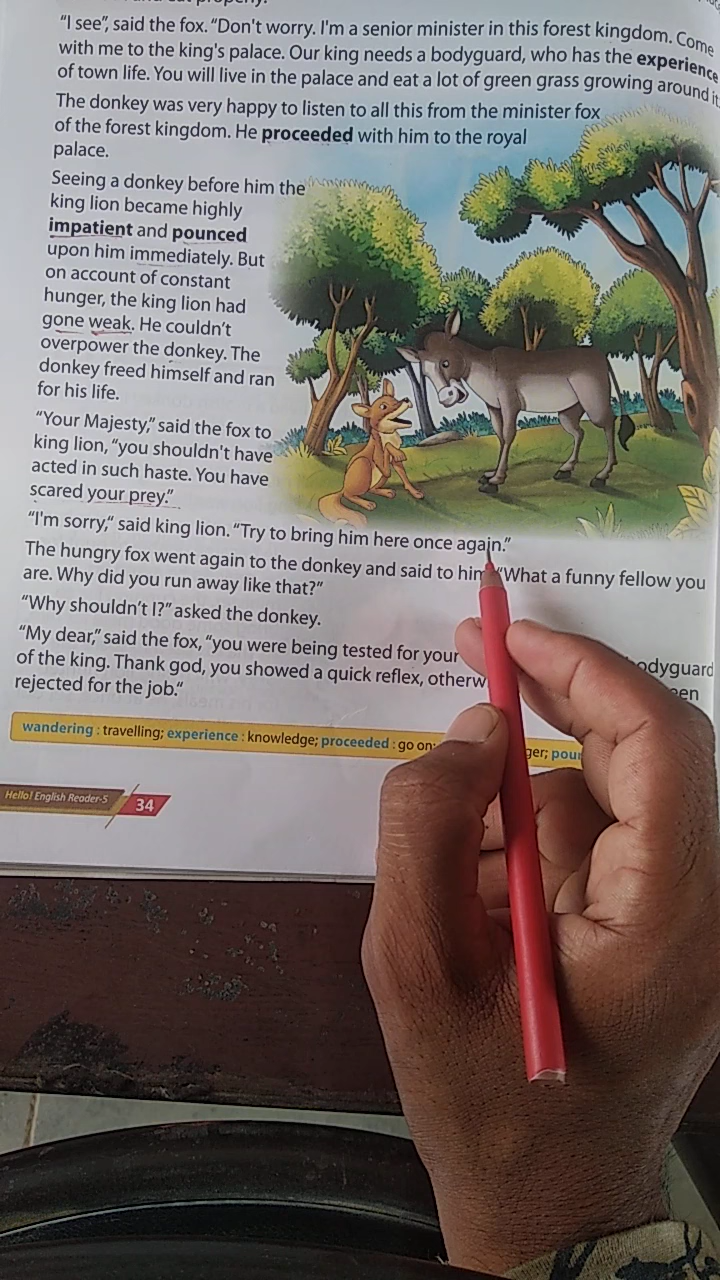 "I see", said the fox. "Don't worry. I'm a senior minister in this forest kingdom. Come
with me to the king's palace. Our king needs a bodyguard, who has the experience
of town life. You will live in the palace and eat a lot of green grass growing around it
The donkey was very happy to listen to all this from the minister fox
of the forest kingdom. He proceeded with him to the royal
palace.
Seeing a donkey before him the
king lion became highly
impatient and pounced
upon him immediately. But
on account of constant
hunger, the king lion had
gone weak. He couldn't
overpower the donkey. The
donkey freed himself and ran
for his life.
"Your Majesty," said the fox to
king lion, "you shouldn't have
acted in such haste. You have
scared your prey."
"I'm sorry," said king lion. "Try to bring him here once again."
The hungry fox went again to the donkey and said to him "What a funny fellow you
are. Why did you run away like that?"
"Why shouldn't I?" asked the donkey.
"My dear," said the fox, "you were being tested for your bodyguard
of the king. Thank god, you showed a quick reflex, otherw
rejected for the job."
wandering : travelling; experience : knowledge; proceeded : go on;
Hello! English Reader-5 34